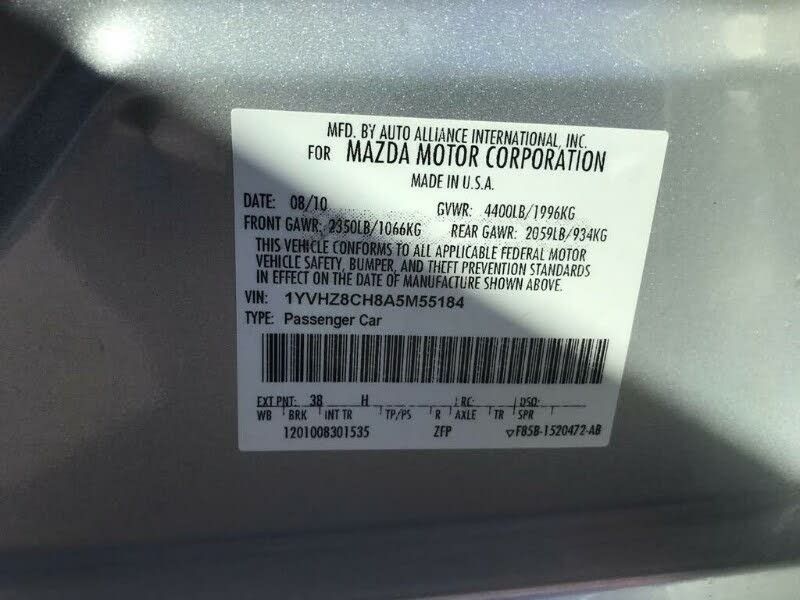 MFD. BY AUTO ALLIANCE INTERNATIONAL, INC.
FOR MAZDA MOTOR CORPORATION
MADE IN U.S.A.
DATE: 08/10 GVWR: 4400LB/1996KG
FRONT GAWR: 2350LB/1066KG REAR GAWR: 2059LB/934KG
THIS VEHICLE CONFORMS TO ALL APPLICABLE FEDERAL MOTOR
VEHICLE SAFETY, BUMPER, AND THEFT PREVENTION STANDARDS
IN EFFECT ON THE DATE OF MANUFACTURE SHOWN ABOVE.
VIN: 1YVHZ8CH8A5M55184
TYPE: Passenger Car
EXT PNT: 38 H RC: DSO:
WB BRK INT TR TP/PS R AXLE TR SPR
1201008301535 ZFP F85B-1520472-AB